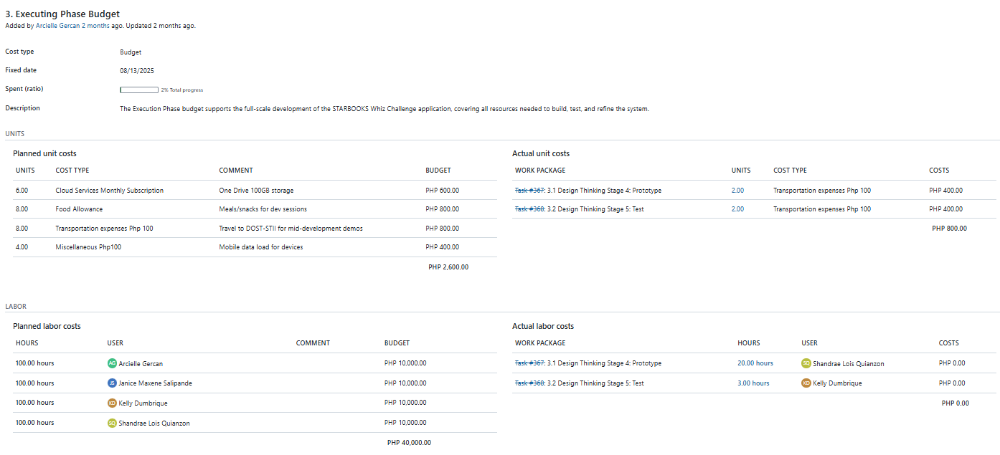 3. Executing Phase Budget
Added by Arcielle Gercan 2 months ago. Updated 2 months ago.
Cost type Budget
Fixed date 08/13/2025
Spent (ratio) 2% Total progress
Description The Execution Phase budget supports the full-scale development of the STARBOOKS Whiz Challenge application, covering all resources needed to build, test, and refine the system.
UNITS
Planned unit costs
UNITS COST TYPE COMMENT BUDGET
6.00 Cloud Services Monthly Subscription One Drive 100GB storage PHP 600.00
8.00 Food Allowance Meals/snacks for dev sessions PHP 800.00
8.00 Transportation expenses Php 100 Travel to DOST-STII for mid-development demos PHP 800.00
4.00 Miscellaneous Php100 Mobile data load for devices PHP 400.00
PHP 2,600.00
Actual unit costs
WORK PACKAGE UNITS COST TYPE COSTS
Task #367: 3.1 Design Thinking Stage 4: Prototype 2.00 Transportation expenses Php 100 PHP 400.00
Task #368: 3.2 Design Thinking Stage 5: Test 2.00 Transportation expenses Php 100 PHP 400.00
PHP 800.00
LABOR
Planned labor costs
HOURS USER COMMENT BUDGET
100.00 hours AG Arcielle Gercan PHP 10,000.00
100.00 hours JS Janice Maxene Salipande PHP 10,000.00
100.00 hours KD Kelly Dumbrique PHP 10,000.00
100.00 hours SQ Shandrae Lois Quianzon PHP 10,000.00
PHP 40,000.00
Actual labor costs
WORK PACKAGE HOURS USER COSTS
Task #367: 3.1 Design Thinking Stage 4: Prototype 20.00 hours SQ Shandrae Lois Quianzon PHP 0.00
Task #368: 3.2 Design Thinking Stage 5: Test 3.00 hours KD Kelly Dumbrique PHP 0.00
PHP 0.00